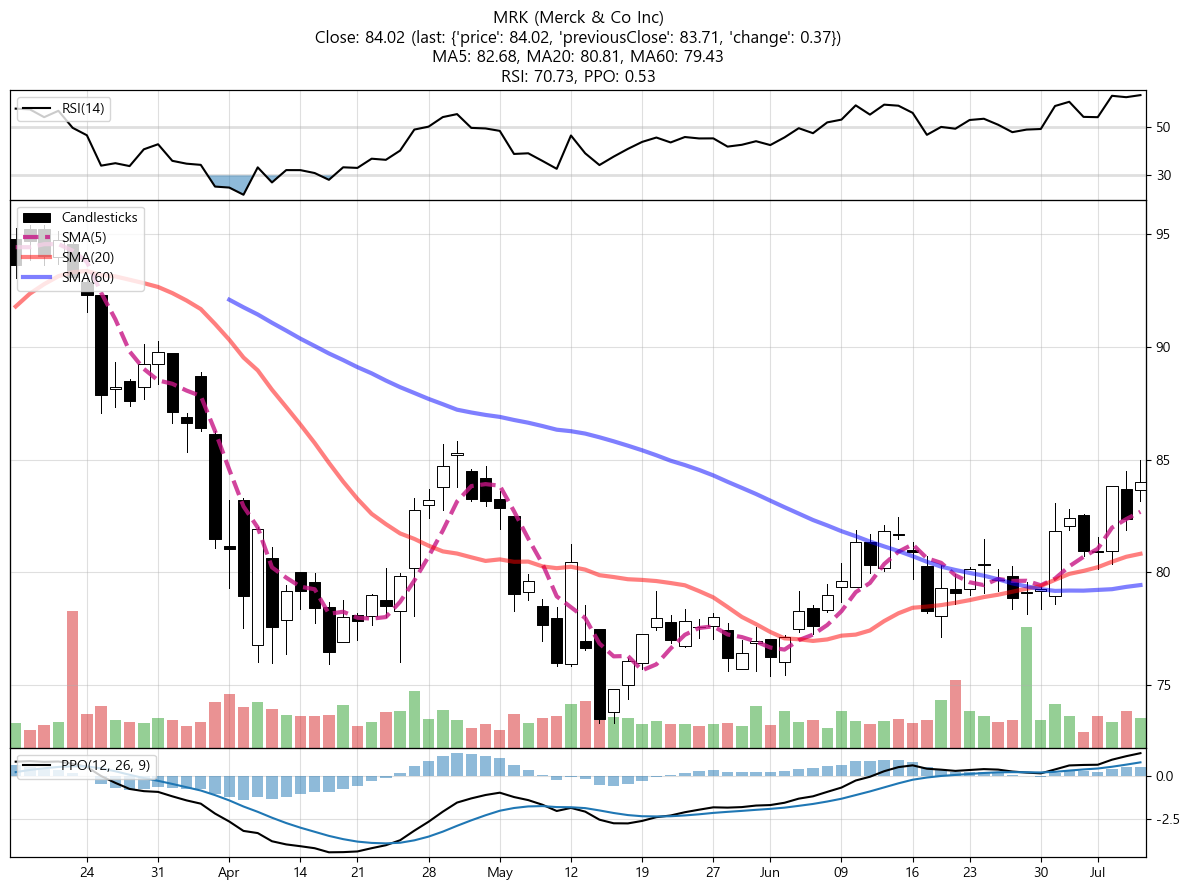 MRK (Merck & Co Inc)
Close: 84.02 (last: {'price': 84.02, 'previousClose': 83.71, 'change': 0.37})
MA5: 82.68, MA20: 80.81, MA60: 79.43
RSI: 70.73, PPO: 0.53
RSI(14)
50
30
Candlesticks
SMA(5)
SMA(20)
SMA(60)
95
90
85
80
75
PPO(12, 26, 9)
0.0
-2.5
24 31 Apr 14 21 28 May 12 19 27 Jun 09 16 23 30 Jul